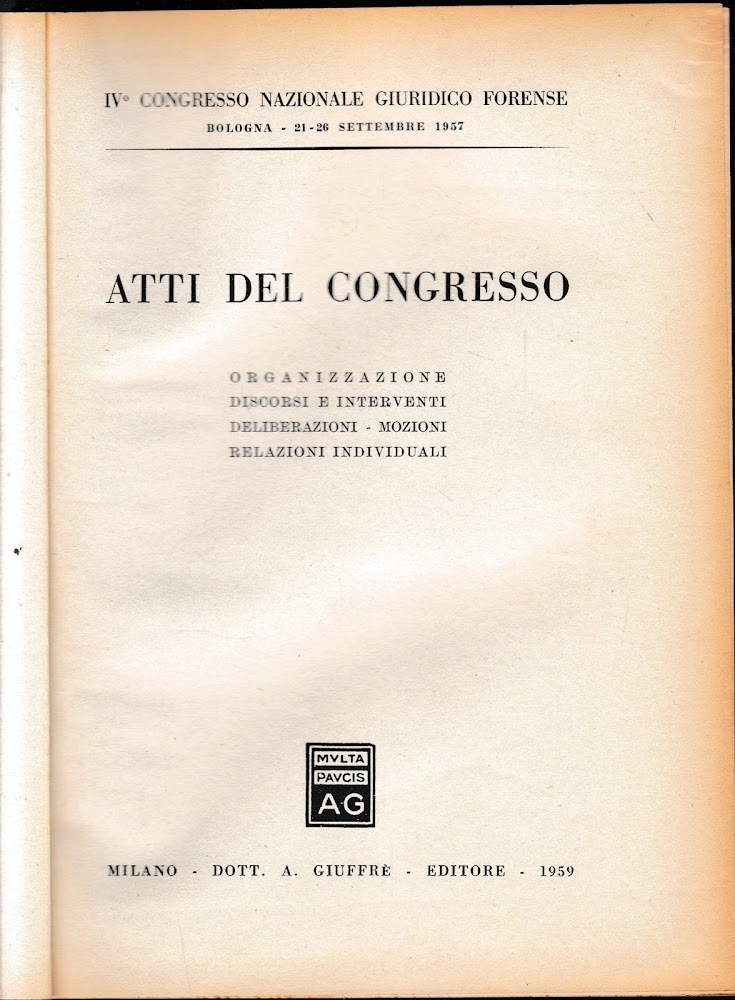 IV° CONGRESSO NAZIONALE GIURIDICO FORENSE
BOLOGNA - 21-26 SETTEMBRE 1957
ATTI DEL CONGRESSO
ORGANIZZAZIONE
DISCORSI E INTERVENTI
DELIBERAZIONI - MOZIONI
RELAZIONI INDIVIDUALI
MVLTA
PAVCIS
A-G
MILANO - DOTT. A. GIUFFRÈ - EDITORE - 1959